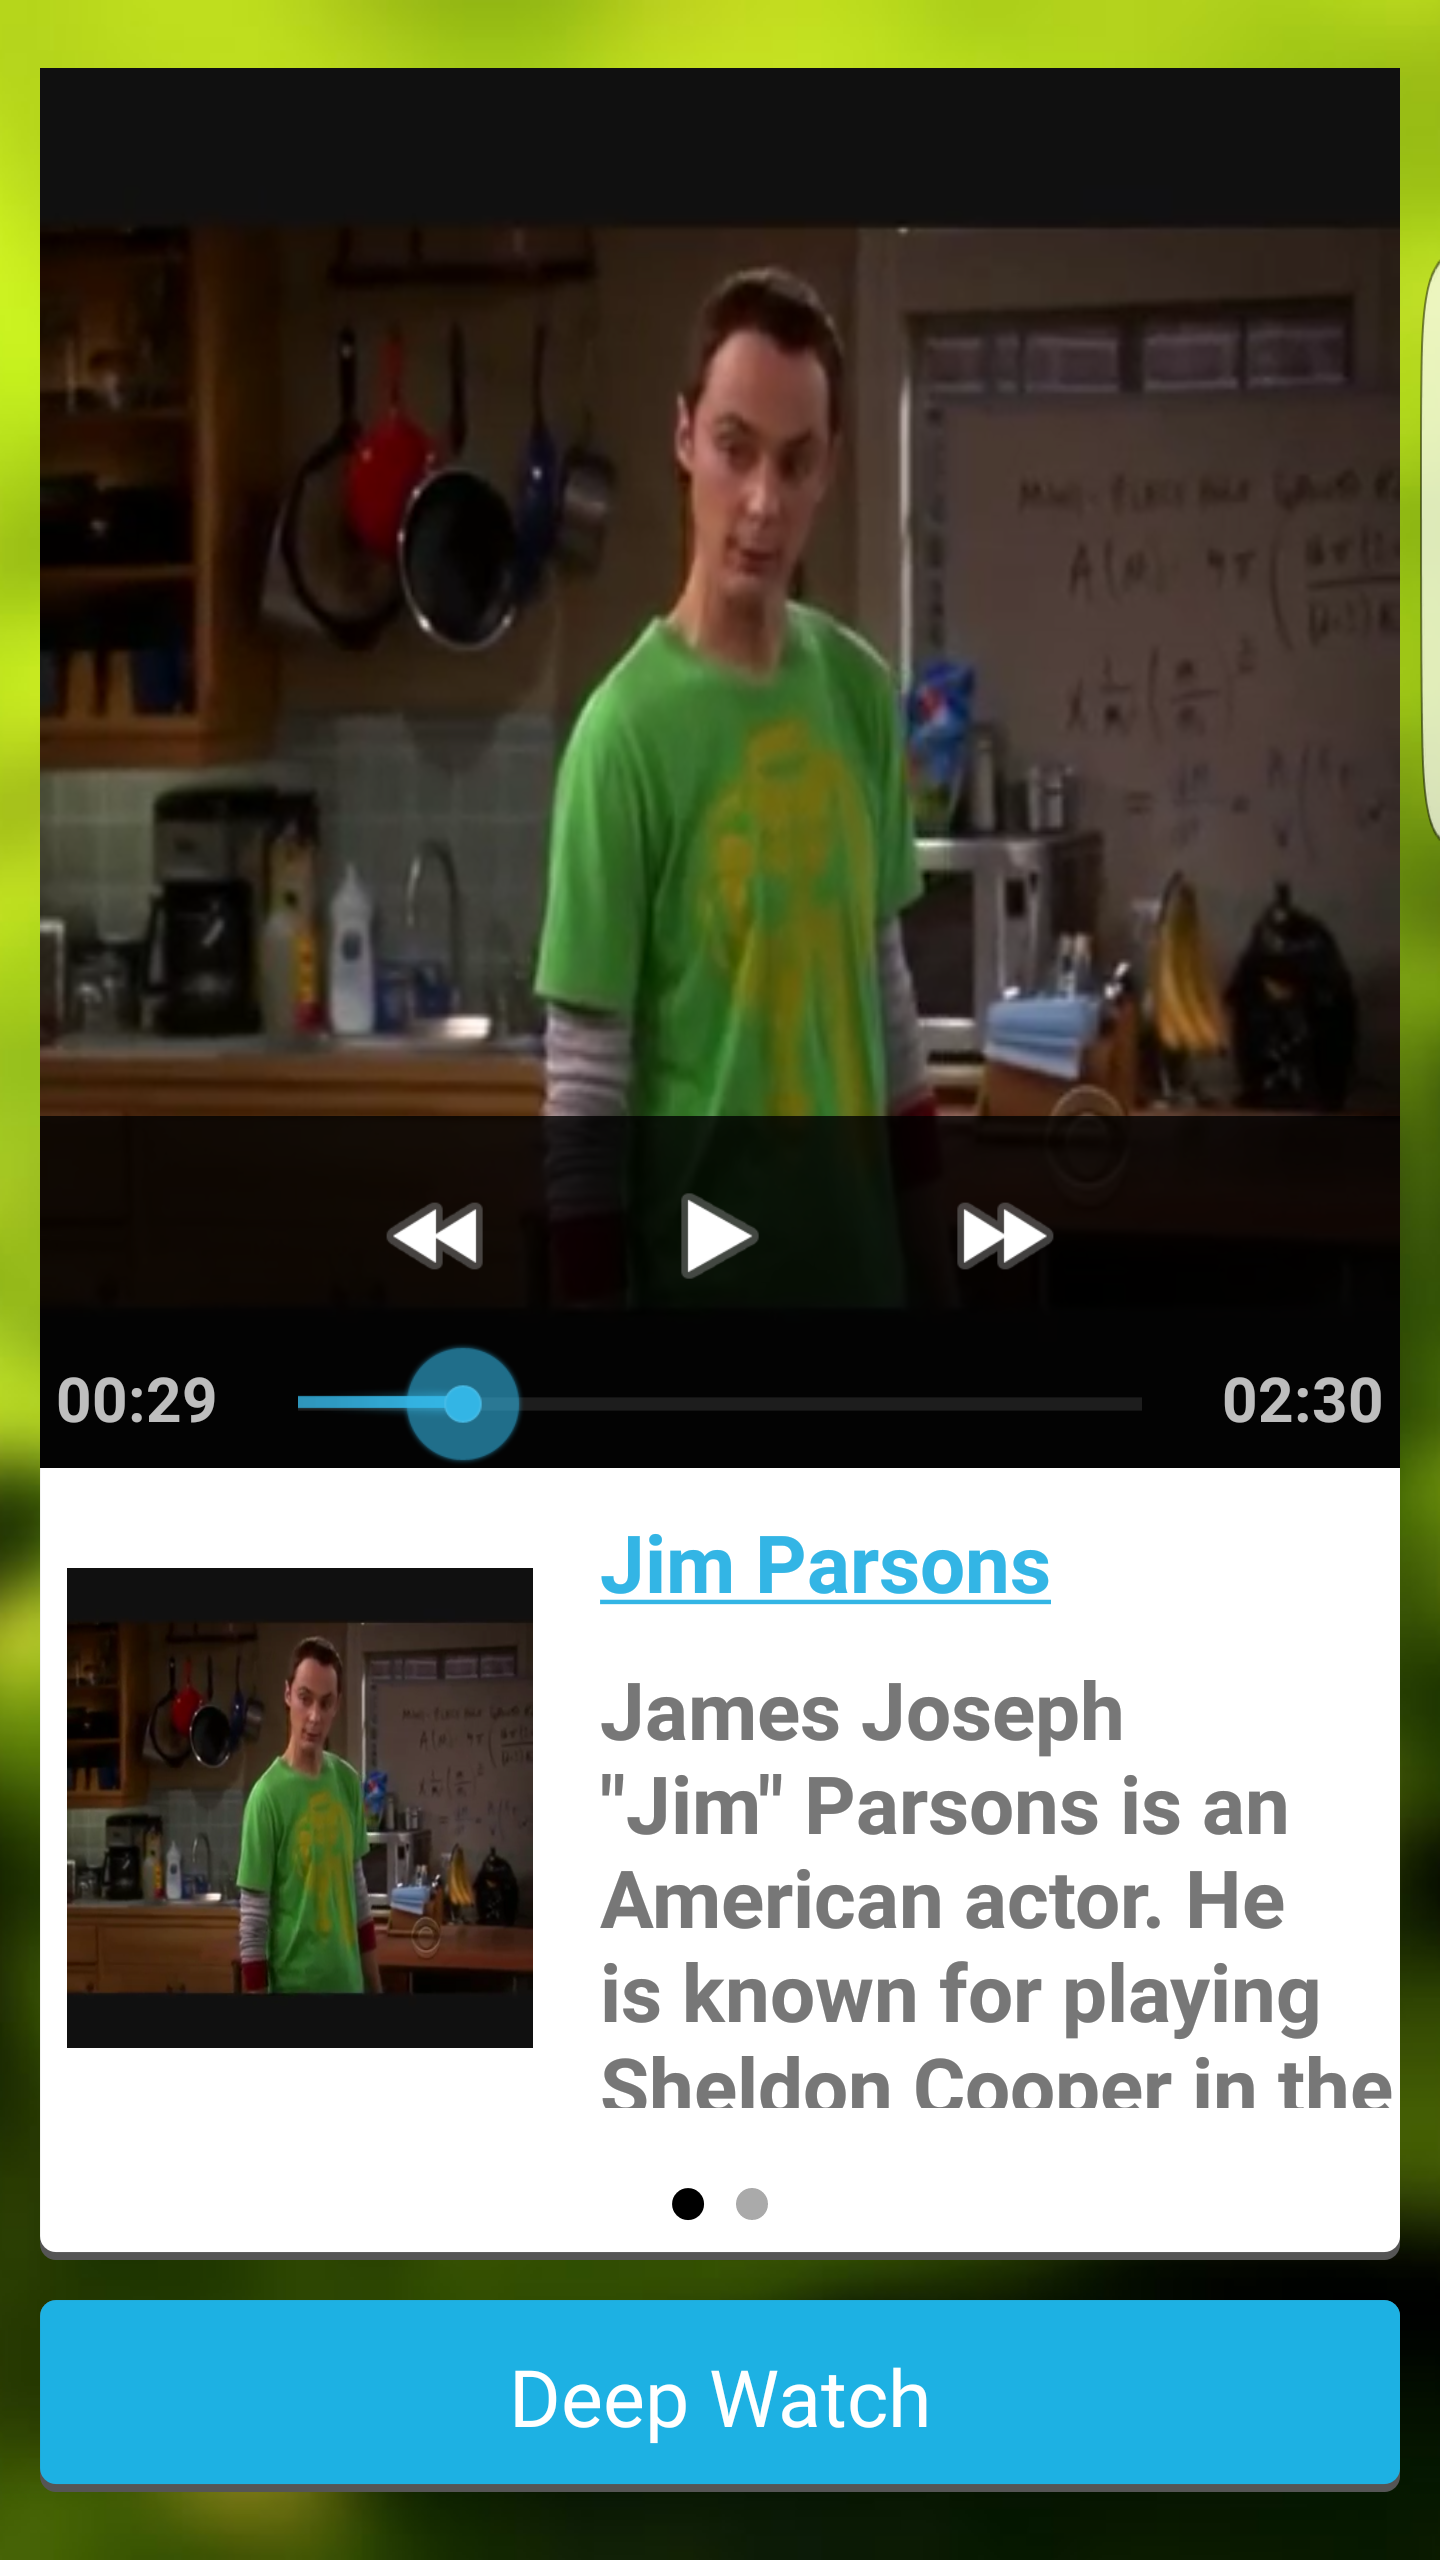 00:29
02:30
Jim Parsons
James Joseph
"Jim" Parsons is an
American actor. He
is known for playing
Sheldon Cooper in the
Deep Watch